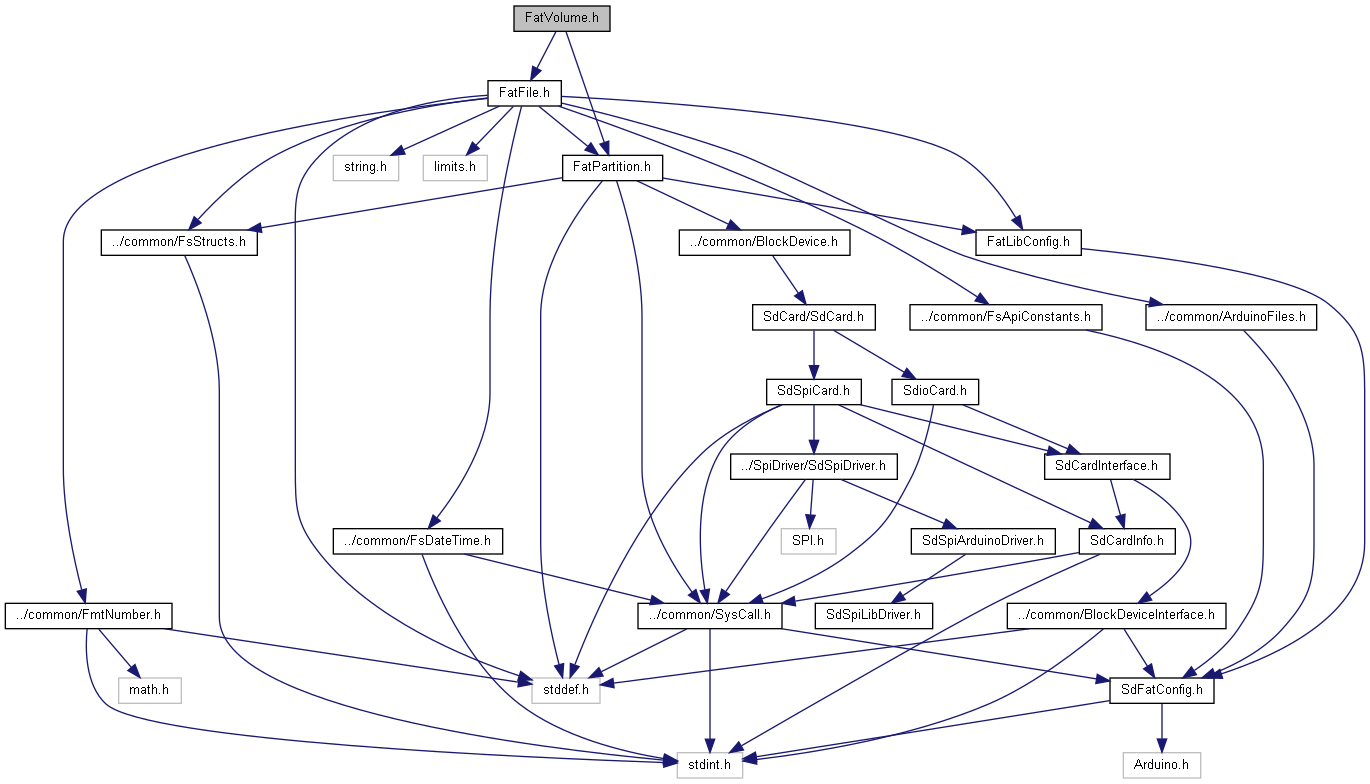 FatVolume.h
FatFile.h
string.h
limits.h
FatPartition.h
../common/FsStructs.h
../common/BlockDevice.h
FatLibConfig.h
SdCard/SdCard.h
../common/FsApiConstants.h
../common/ArduinoFiles.h
SdSpiCard.h
SdioCard.h
../SpiDriver/SdSpiDriver.h
SdCardInterface.h
../common/FsDateTime.h
SPI.h
SdSpiArduinoDriver.h
SdCardInfo.h
../common/FmtNumber.h
../common/SysCall.h
SdSpiLibDriver.h
../common/BlockDeviceInterface.h
math.h
stddef.h
SdFatConfig.h
stdint.h
Arduino.h